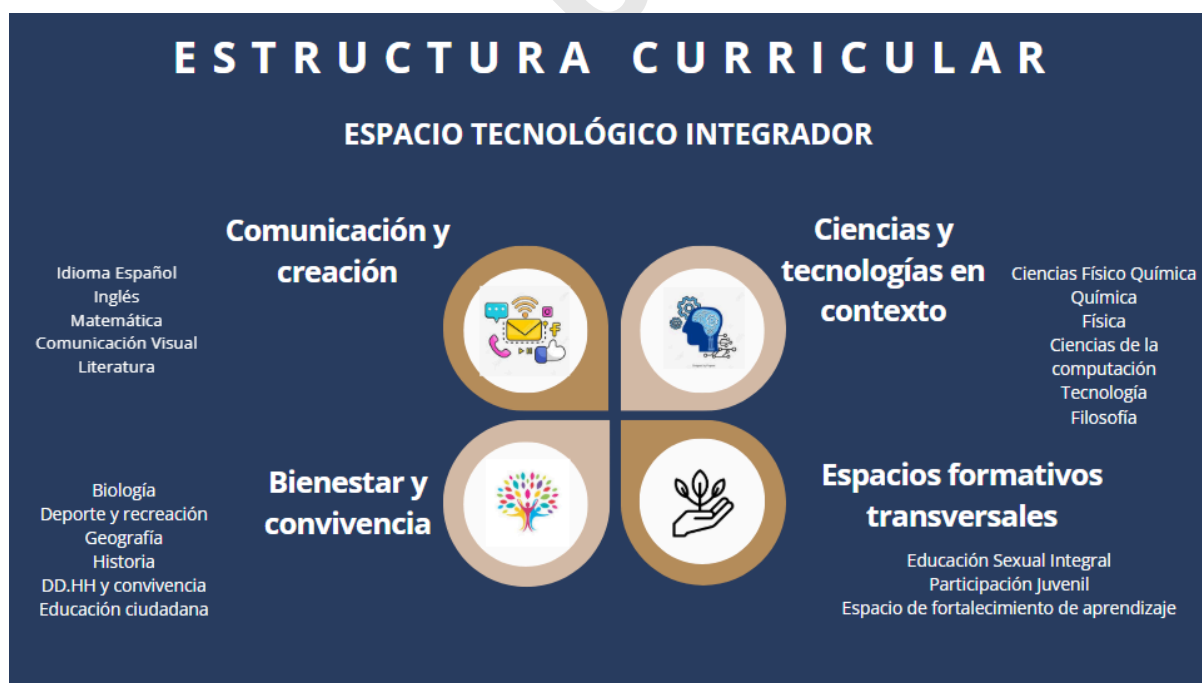 ESTRUCTURA CURRICULAR
ESPACIO TECNOLÓGICO INTEGRADOR
Comunicación y
creación
Idioma Español
Inglés
Matemática
Comunicación Visual
Literatura
Ciencias y
tecnologías en
contexto
Ciencias Físico Química
Química
Física
Ciencias de la
computación
Tecnología
Filosofía
Bienestar y
convivencia
Biología
Deporte y recreación
Geografía
Historia
DD.HH y convivencia
Educación ciudadana
Espacios formativos
transversales
Educación Sexual Integral
Participación Juvenil
Espacio de fortalecimiento de aprendizaje